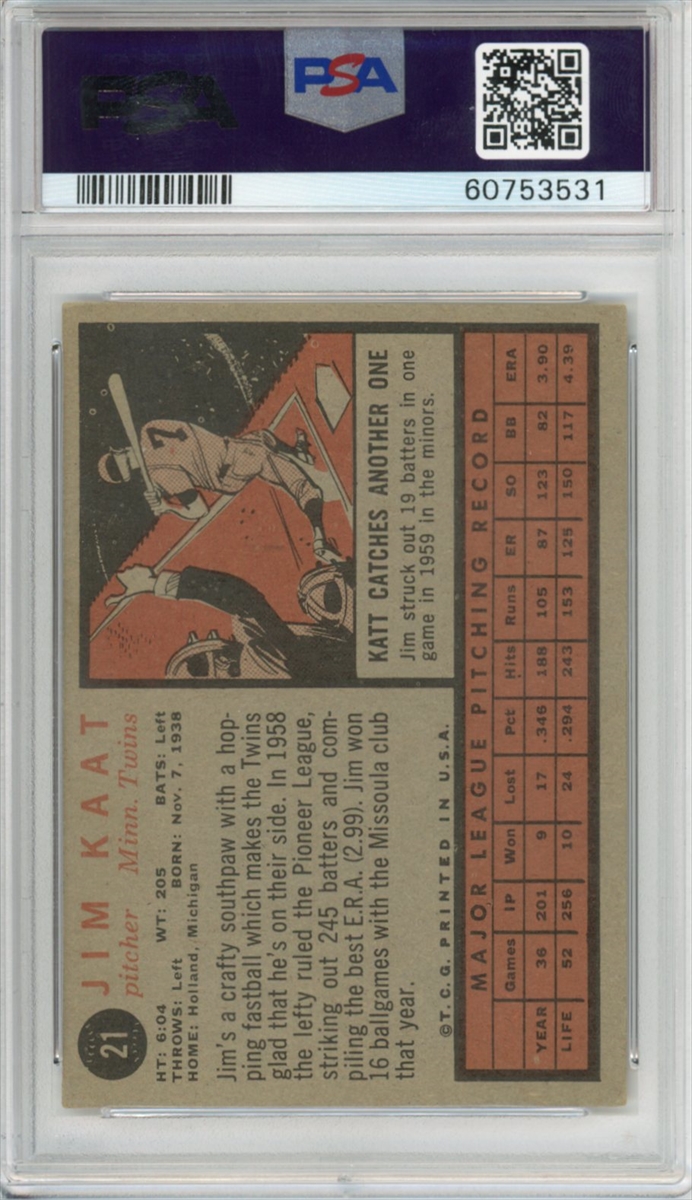 PSA
PSA
60753531
21
JIM KAAT
pitcher Minn. Twins
HT: 6:04 WT: 205 BATS: Left
THROWS: Left BORN: Nov. 7, 1938
HOME: Holland, Michigan
Jim's a crafty southpaw with a hop-
ping fastball which makes the Twins
glad that he's on their side. In 1958
the lefty ruled the Pioneer League,
striking out 245 batters and com-
piling the best E.R.A. (2.99). Jim won
16 ballgames with the Missoula club
that year.
©T.C.G. PRINTED IN U.S.A.
7
KATT CATCHES ANOTHER ONE
Jim struck out 19 batters in one
game in 1959 in the minors.
MAJOR LEAGUE PITCHING RECORD
Games IP Won Lost Pct Hits Runs ER SO BB ERA
YEAR 36 201 9 17 .346 188 105 87 123 82 3.90
LIFE 52 256 10 24 .294 243 153 125 150 117 4.39